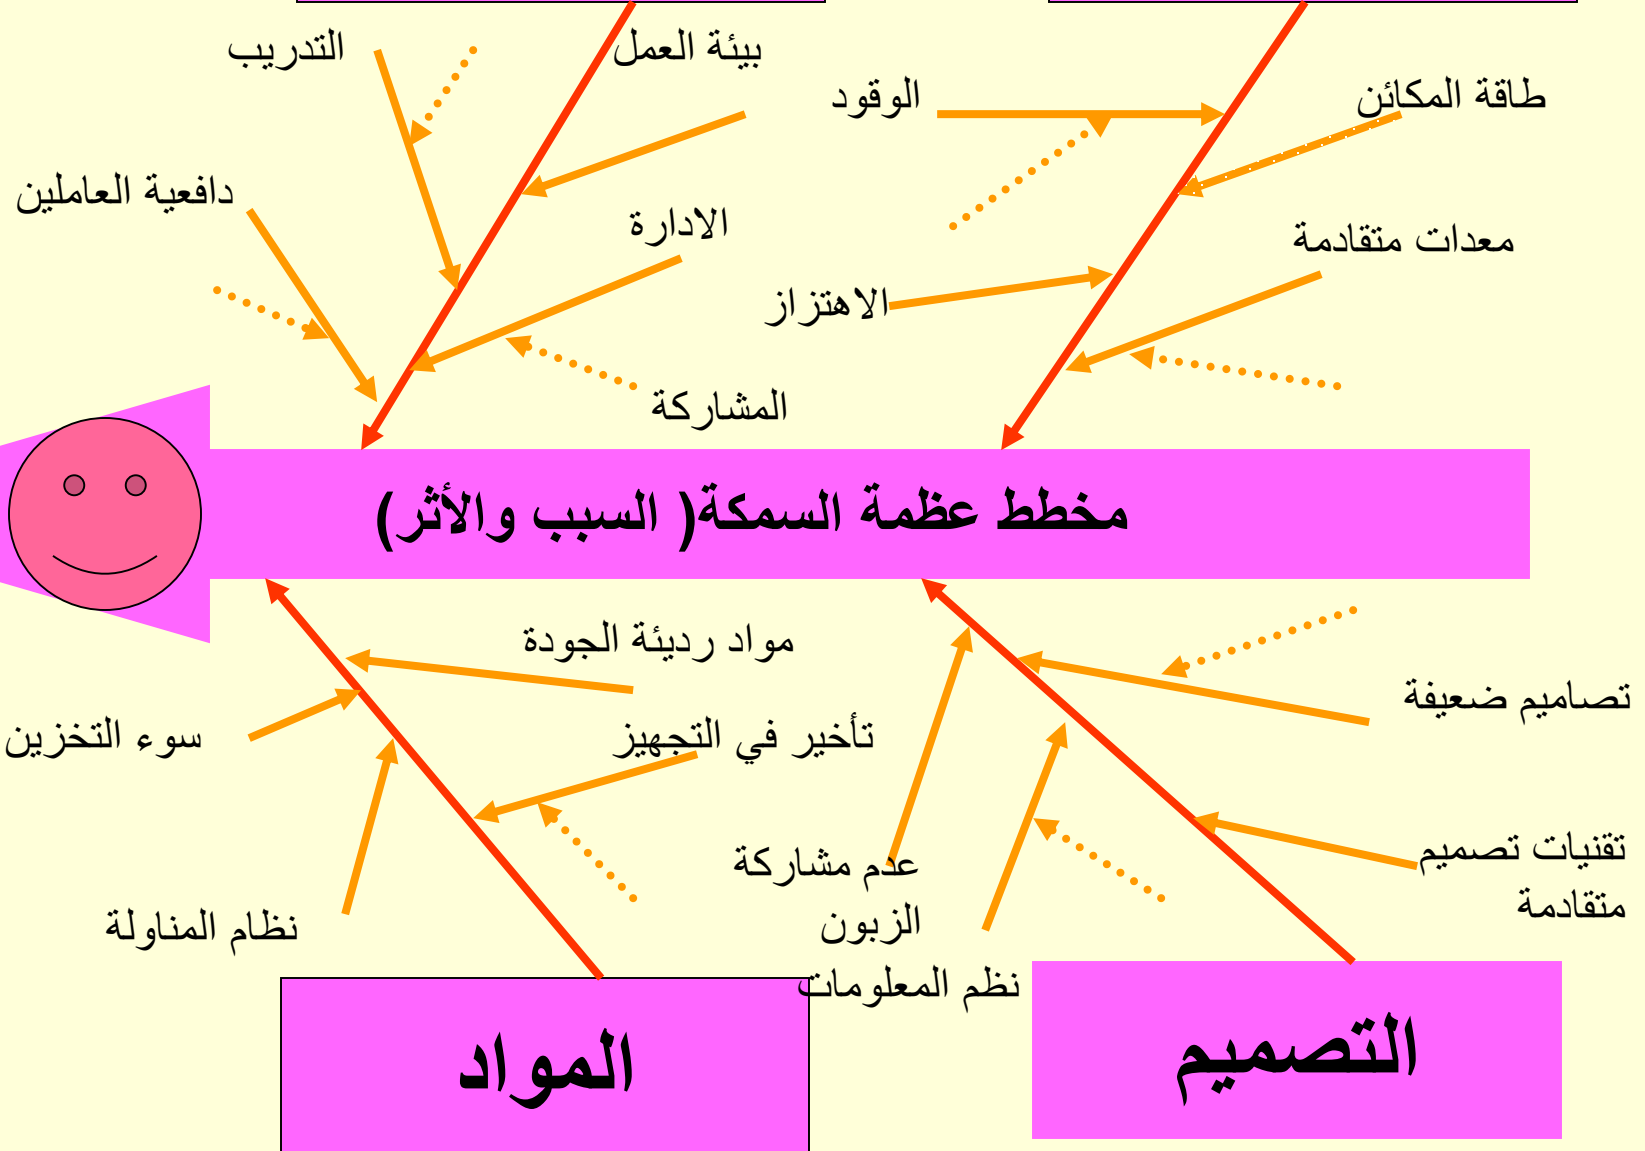 بيئة العمل
التدريب
طاقة المكائن
الوقود
دافعية العاملين
الادارة
معدات متقادمة
الاهتزاز
المشاركة
مخطط عظمة السمكة( السبب والأثر)
مواد رديئة الجودة
تصاميم ضعيفة
سوء التخزين
تأخير في التجهيز
تقنيات تصميم
متقادمة
عدم مشاركة
الزبون
نظام المناولة
نظم المعلومات
التصميم
المواد